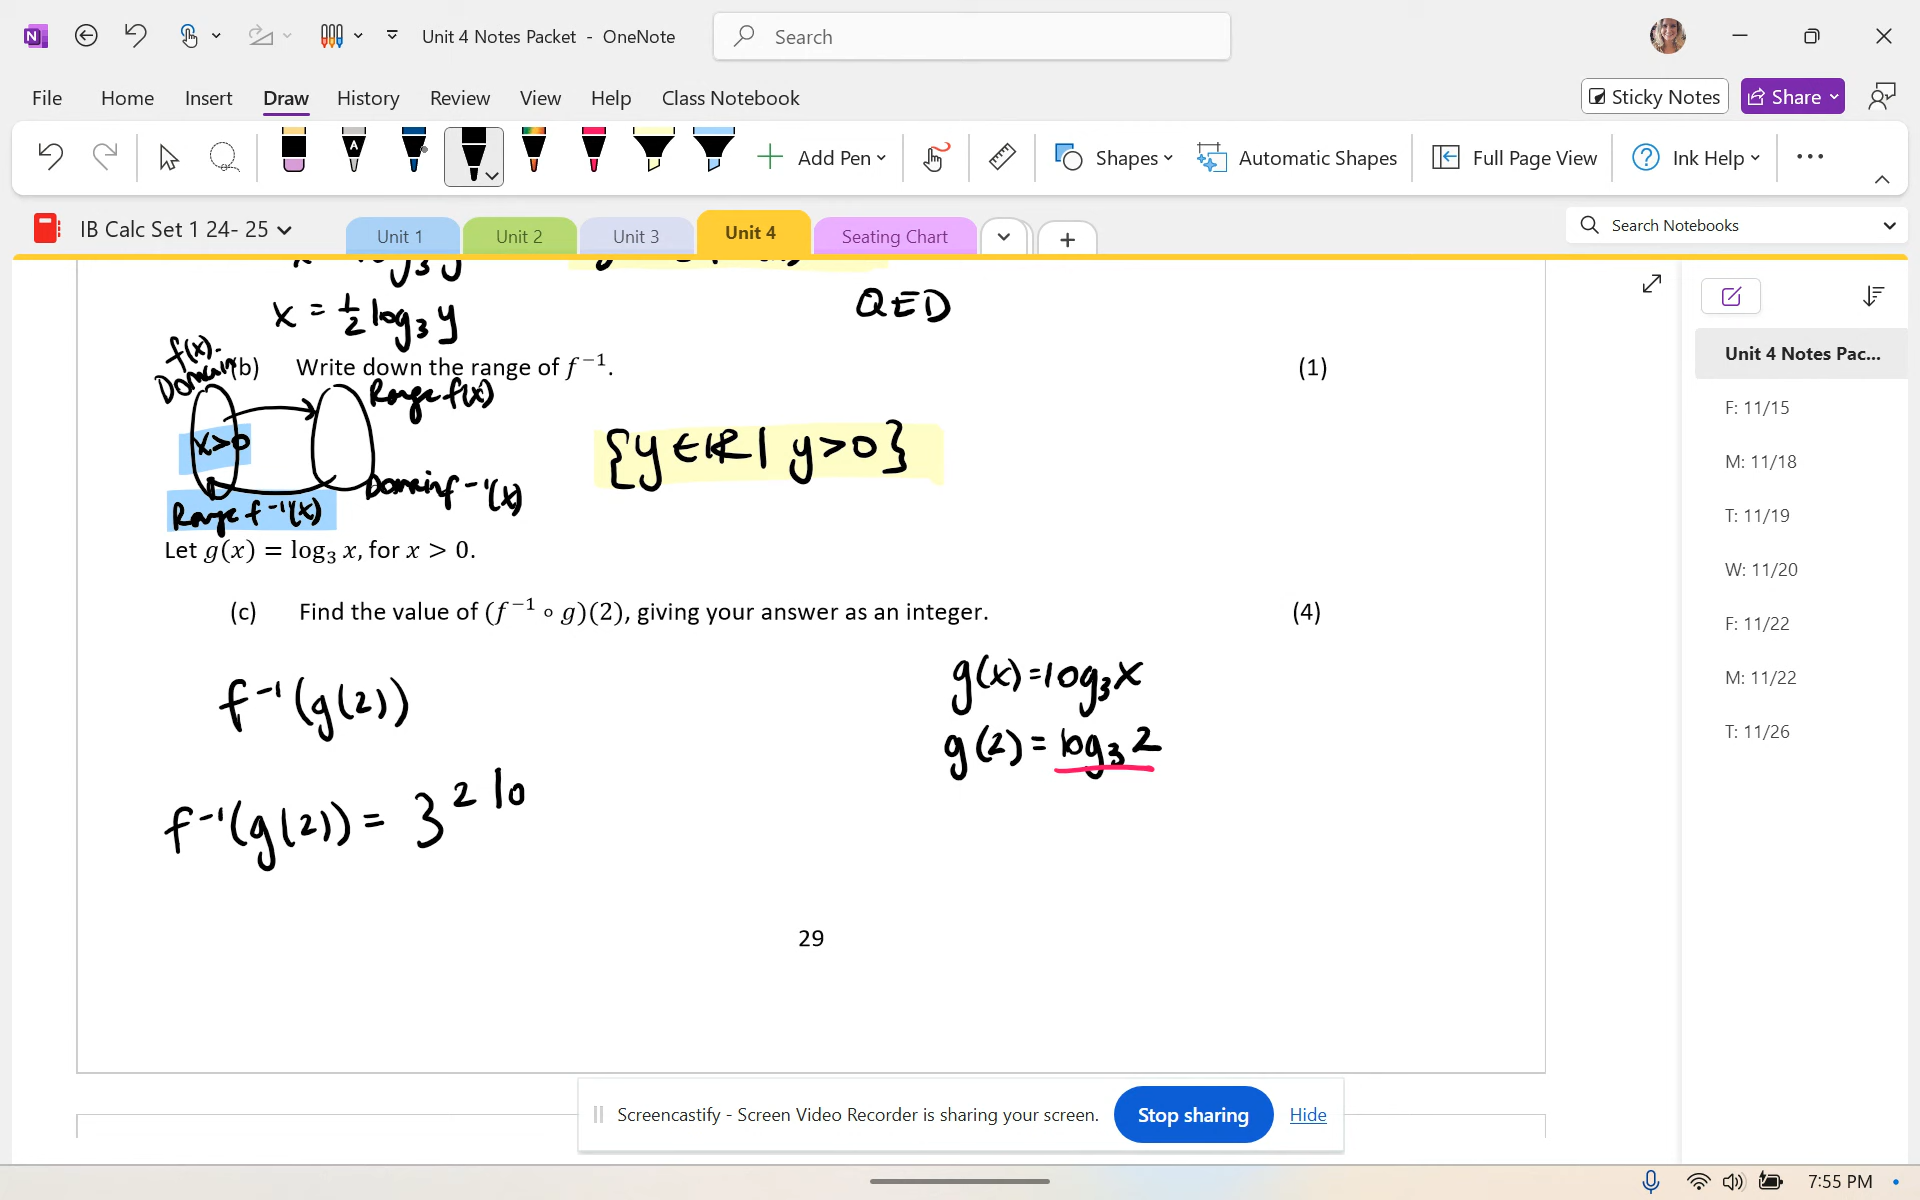 Unit 4 Notes Packet - OneNote
Search
File Home Insert Draw History Review View Help Class Notebook
Sticky Notes
Share
Add Pen
Shapes
Automatic Shapes
Full Page View
Ink Help
IB Calc Set 1 24- 25
Unit 1
Unit 2
Unit 3
Unit 4
Seating Chart
Search Notebooks
QED
x = ½ log₃ y
f(x).
Domain
(b) Write down the range of f⁻¹. (1)
Range f(x)
x>0
{y ∈ ℝ | y>0}
Domain f⁻¹(x)
Range f⁻¹(x)
Let g(x) = log₃ x, for x > 0.
(c) Find the value of (f⁻¹ ∘ g)(2), giving your answer as an integer. (4)
g(x) = log₃ x
f⁻¹(g(2))
g(2) = log₃ 2
f⁻¹(g(2)) = 3^2 lo
29
Unit 4 Notes Pac...
F: 11/15
M: 11/18
T: 11/19
W: 11/20
F: 11/22
M: 11/22
T: 11/26
Screencastify - Screen Video Recorder is sharing your screen.
Stop sharing
Hide
7:55 PM